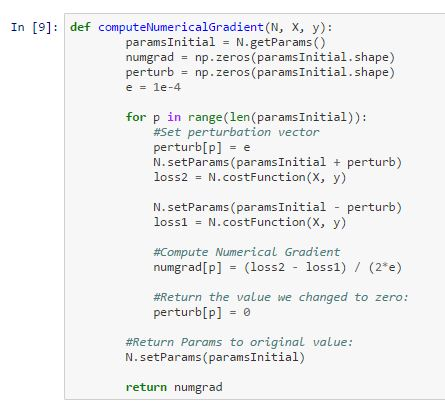 In [9]: def computeNumericalGradient(N, X, y):
        paramsInitial = N.getParams()
        numgrad = np.zeros(paramsInitial.shape)
        perturb = np.zeros(paramsInitial.shape)
        e = 1e-4

        for p in range(len(paramsInitial)):
            #Set perturbation vector
            perturb[p] = e
            N.setParams(paramsInitial + perturb)
            loss2 = N.costFunction(X, y)

            N.setParams(paramsInitial - perturb)
            loss1 = N.costFunction(X, y)

            #Compute Numerical Gradient
            numgrad[p] = (loss2 - loss1) / (2*e)

            #Return the value we changed to zero:
            perturb[p] = 0

        #Return Params to original value:
        N.setParams(paramsInitial)

        return numgrad